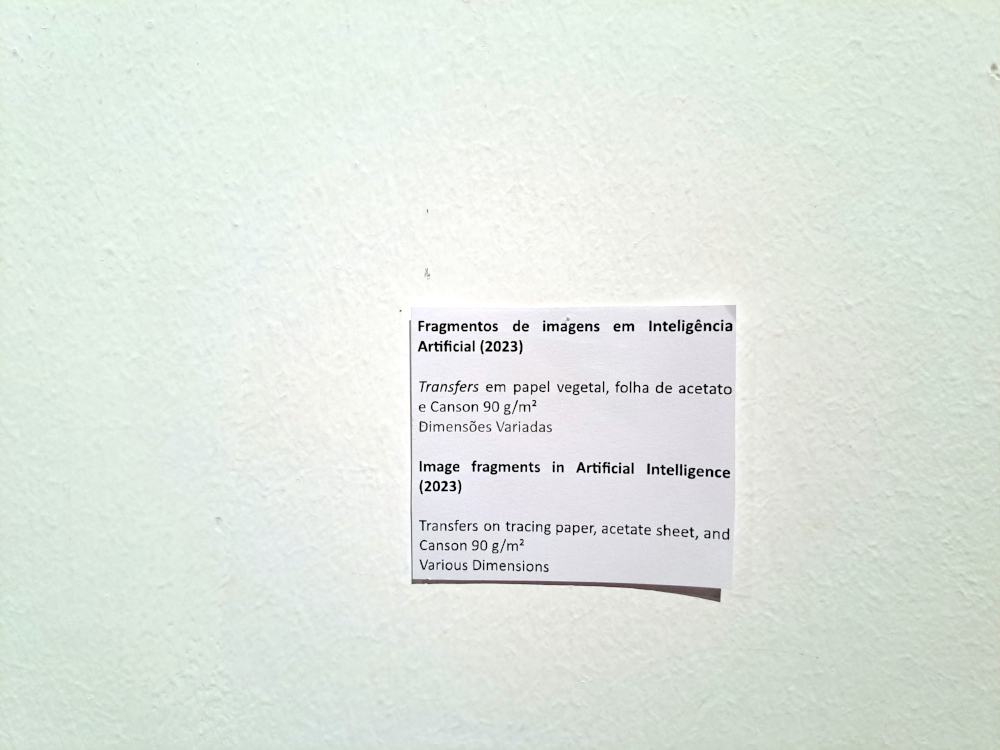 Fragmentos de imagens em Inteligência
Artificial (2023)
Transfers em papel vegetal, folha de acetato
e Canson 90 g/m²
Dimensões Variadas
Image fragments in Artificial Intelligence
(2023)
Transfers on tracing paper, acetate sheet, and
Canson 90 g/m²
Various Dimensions